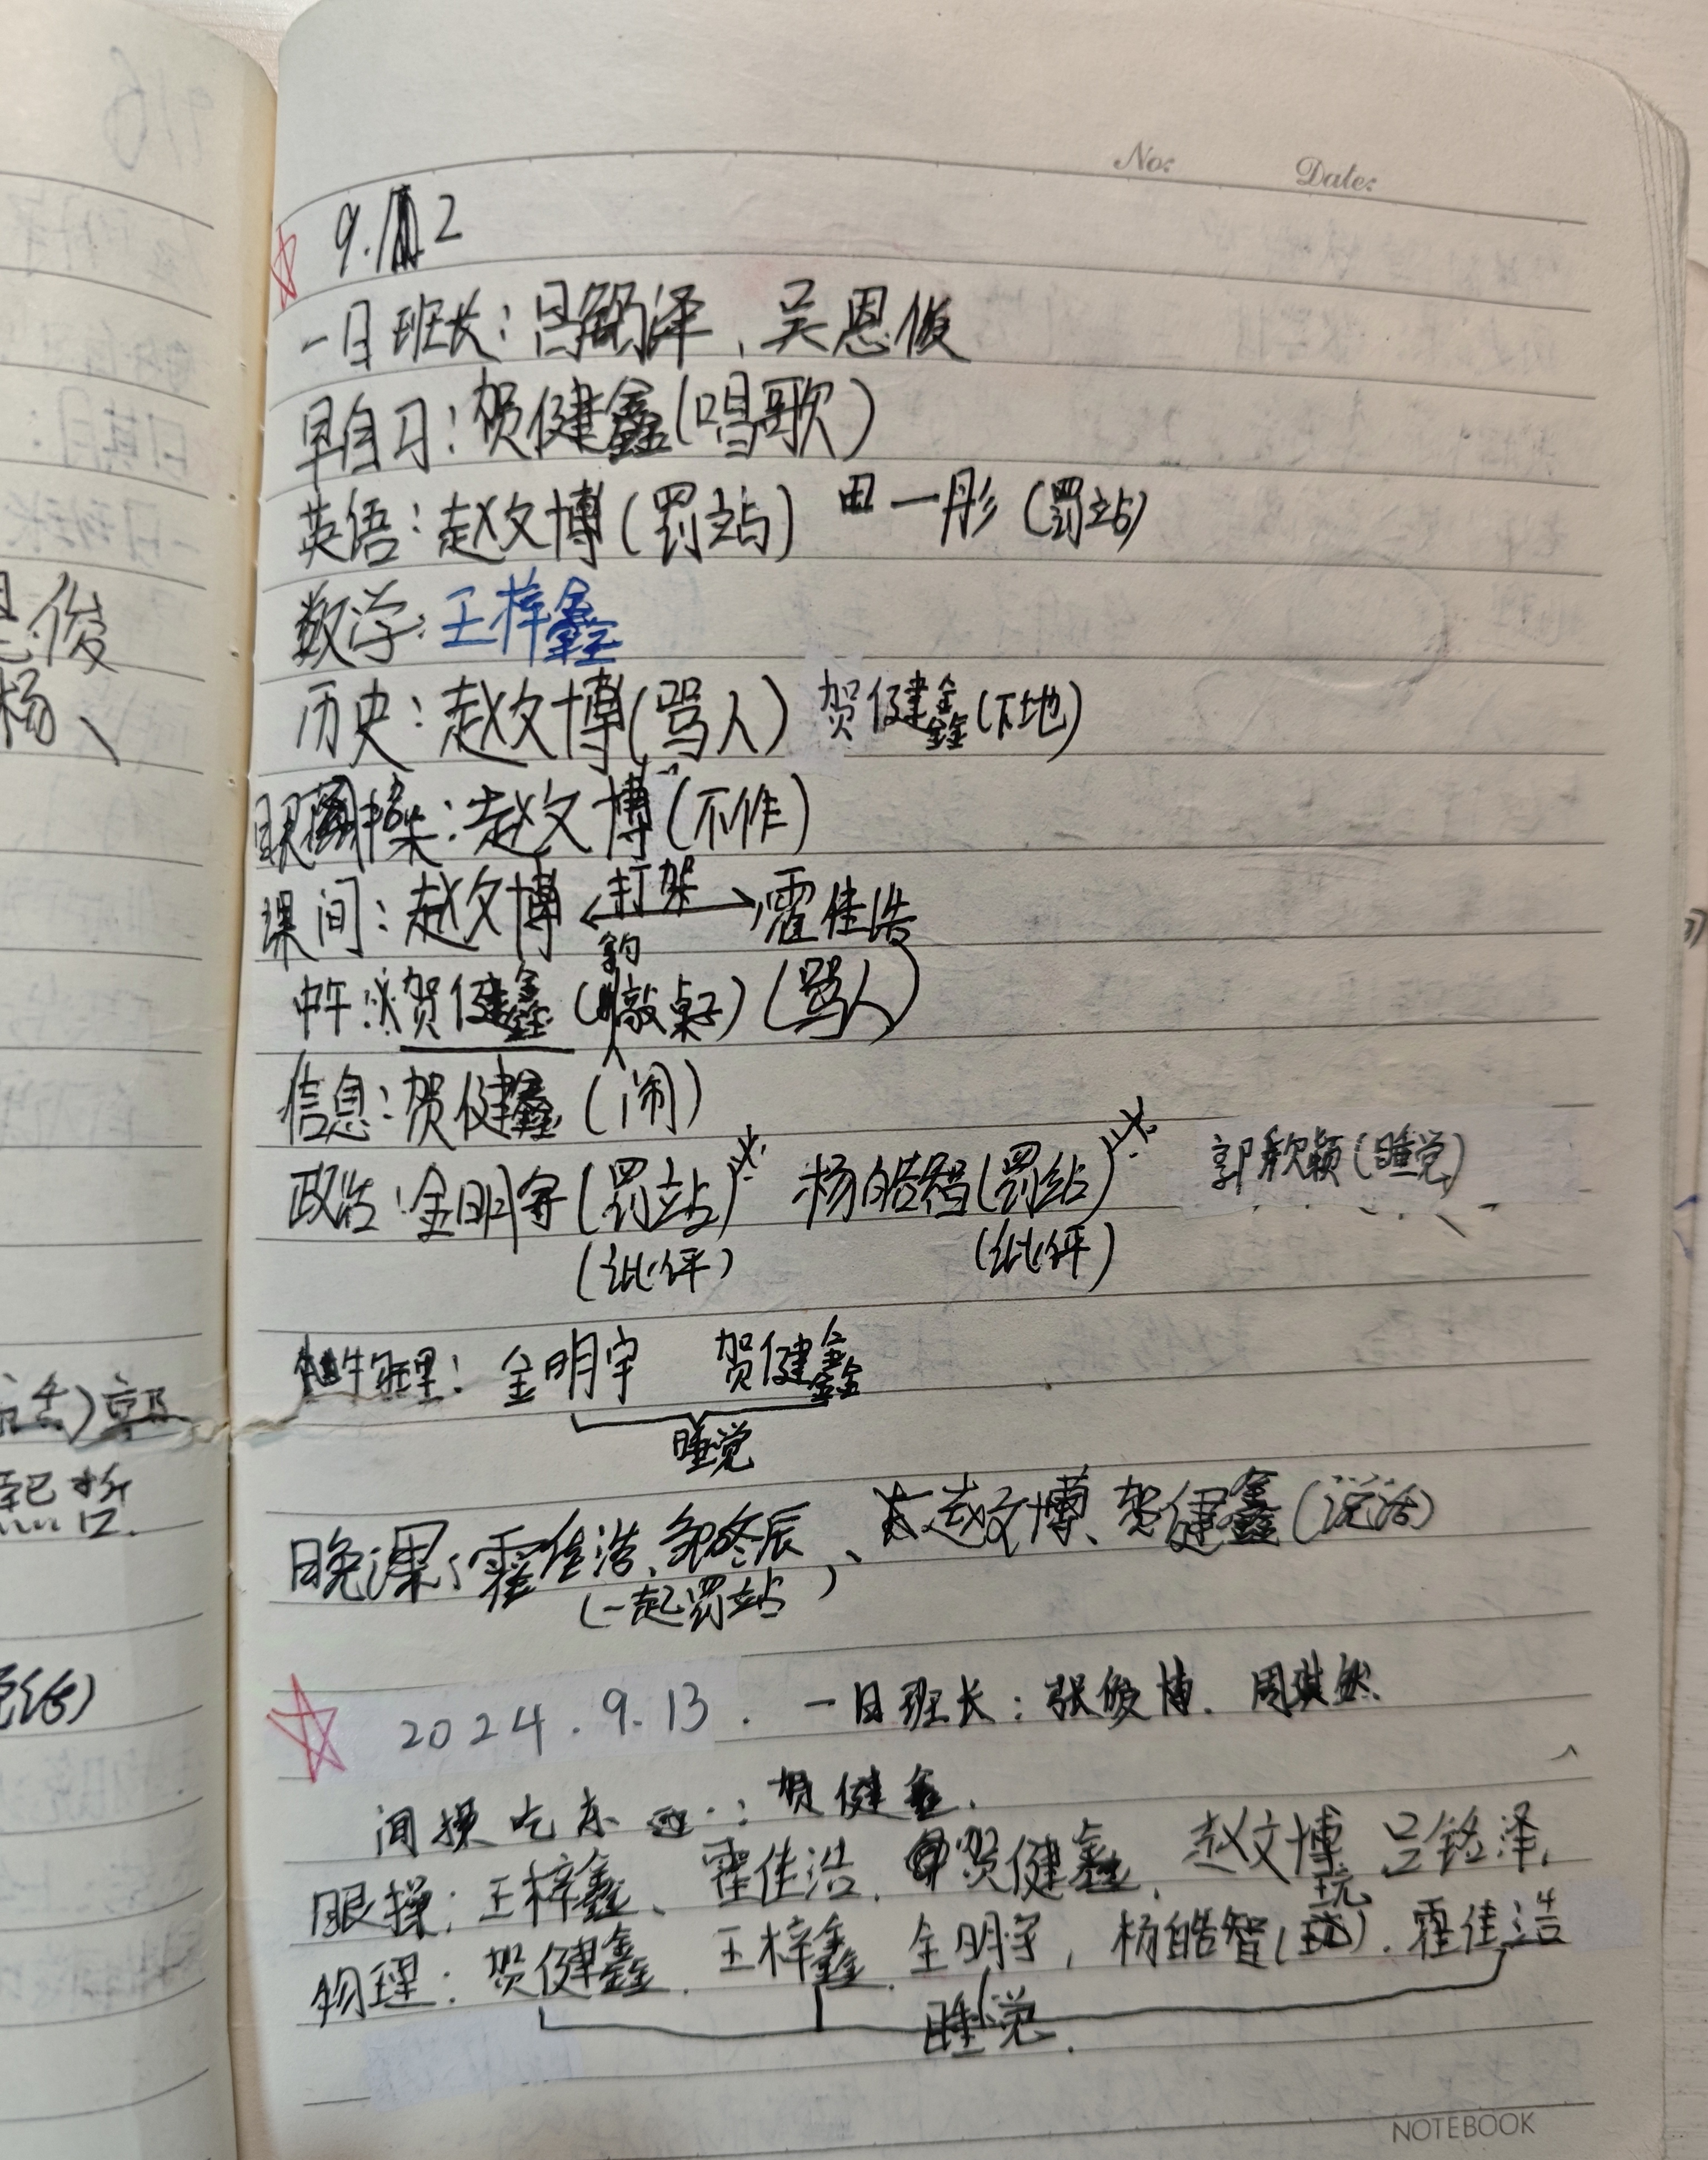 No: Date:
9.12
一日班长：吕铭泽、吴恩俊
早自习：贺健鑫(唱歌)
英语：赵文博(罚站) 田一彤(罚站)
数学：王梓鑫
历史：赵文博(骂人) 贺健鑫(下地)
眼操：赵文博(不作)
课间：赵文博 打架 霍佳浩
中午：贺健鑫(敲桌子)(骂人)
信息：贺健鑫(闹)
政治：金明宇(罚站) 杨皓智(罚站) 郭歆颖(睡觉)
(批评) (批评)
物理：金明宇 贺健鑫
睡觉
晚课：霍佳浩、邹冬辰、赵文博、贺健鑫(说话)
(一起罚站)
2024.9.13. 一日班长：张俊博. 周琪然.
间操吃东西：贺健鑫.
眼操：王梓鑫、霍佳浩、贺健鑫、赵文博 吕铭泽.
物理：贺健鑫. 王梓鑫. 金明宇, 杨皓智(玩). 霍佳浩
睡觉.
NOTEBOOK
俊
杨、